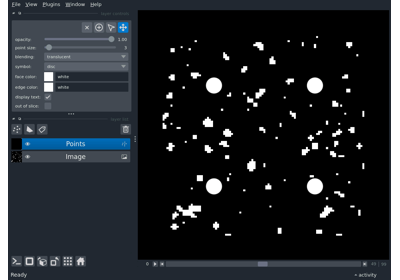 File View Plugins Window Help
opacity: 1.00
point size: 3
blending: translucent
symbol: disc
face color: white
edge color: white
display text: ✓
out of slice:
Points
Image
Ready
activity